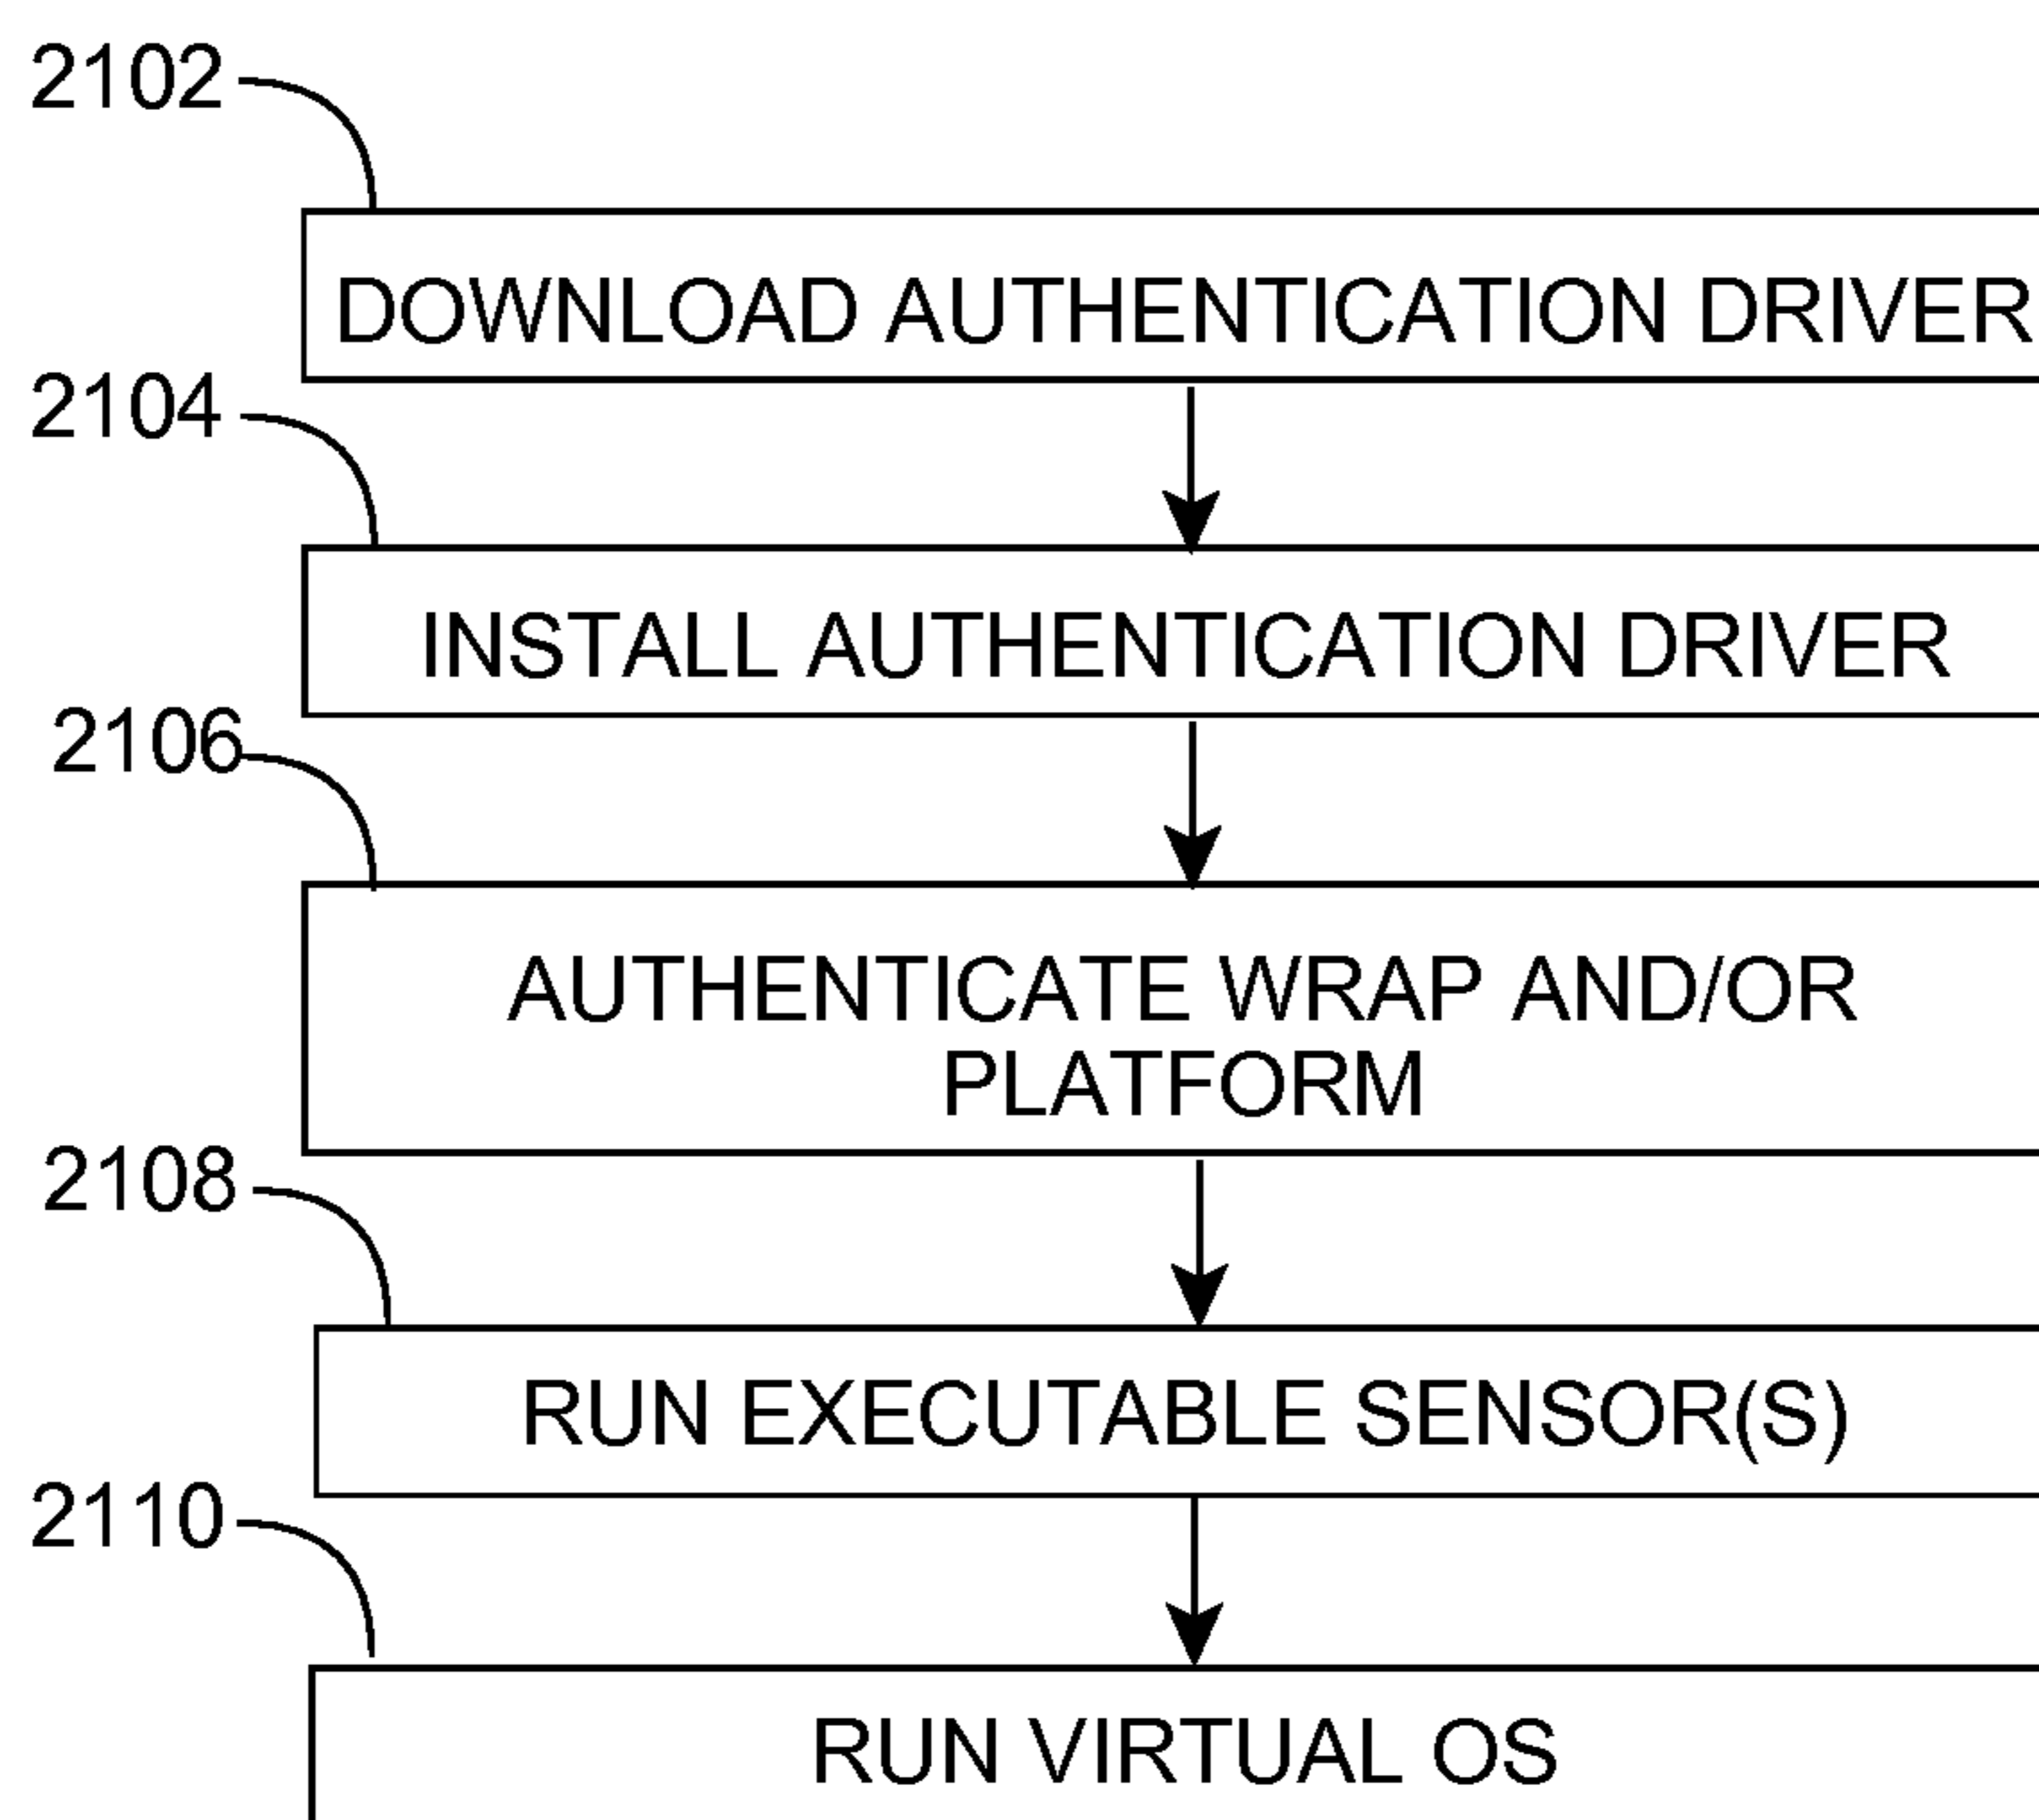 2102
DOWNLOAD AUTHENTICATION DRIVER
2104
INSTALL AUTHENTICATION DRIVER
2106
AUTHENTICATE WRAP AND/OR
PLATFORM
2108
RUN EXECUTABLE SENSOR(S)
2110
RUN VIRTUAL OS